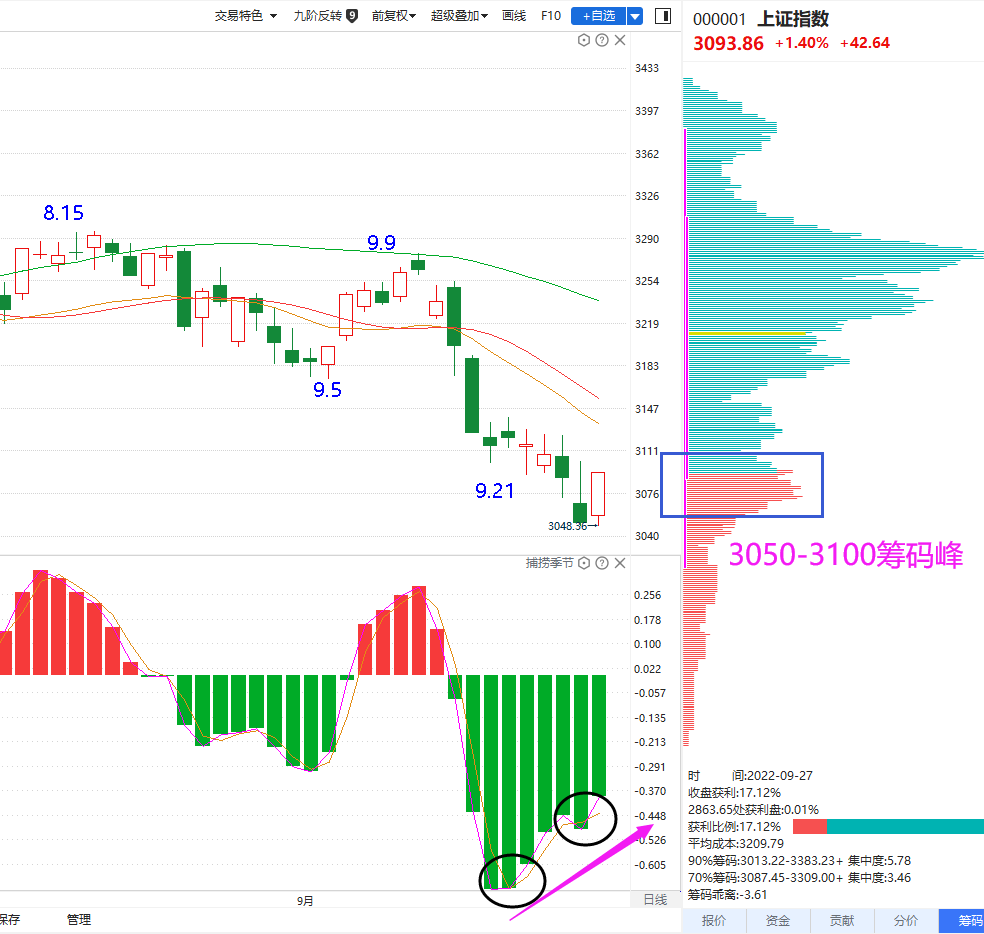 交易特色 九阶反转 9 前复权 超级叠加 画线 F10 +自选
000001 上证指数
3093.86 +1.40% +42.64
3433
3397
3362
3326
3290
3254
3219
3183
3147
3111
3076
3040
8.15
9.9
9.5
9.21
3048.36
3050-3100筹码峰
捕捞季节
0.256
0.178
0.100
0.022
-0.057
-0.135
-0.213
-0.291
-0.370
-0.448
-0.526
-0.605
9月
日线
保存 管理
时 间:2022-09-27
收盘获利:17.12%
2863.65处获利盘:0.01%
获利比例:17.12%
平均成本:3209.79
90%筹码:3013.22-3383.23+ 集中度:5.78
70%筹码:3087.45-3309.00+ 集中度:3.46
筹码乖离:-3.61
报价 资金 贡献 分价 筹码